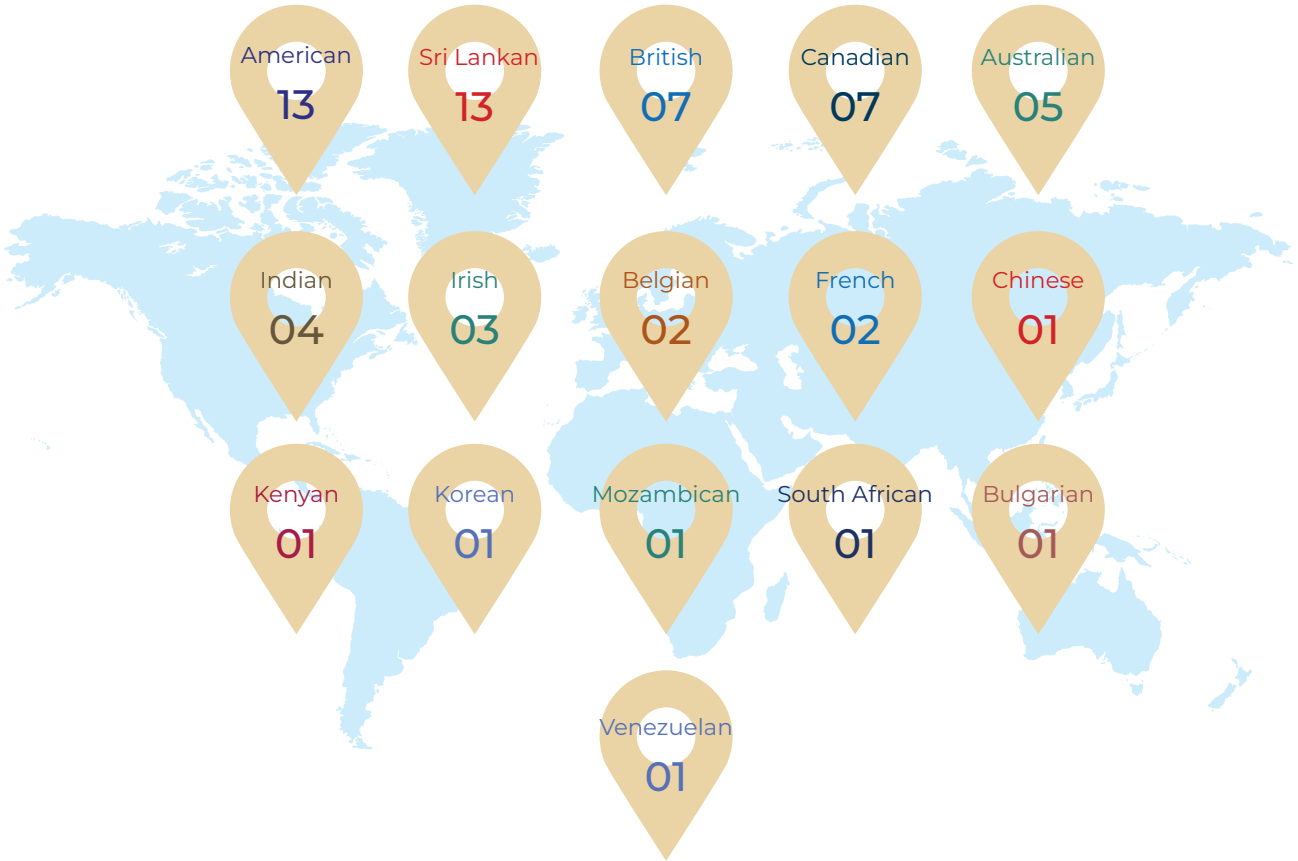 American
13
Sri Lankan
13
British
07
Canadian
07
Australian
05
Indian
04
Irish
03
Belgian
02
French
02
Chinese
01
Kenyan
01
Korean
01
Mozambican
01
South African
01
Bulgarian
01
Venezuelan
01